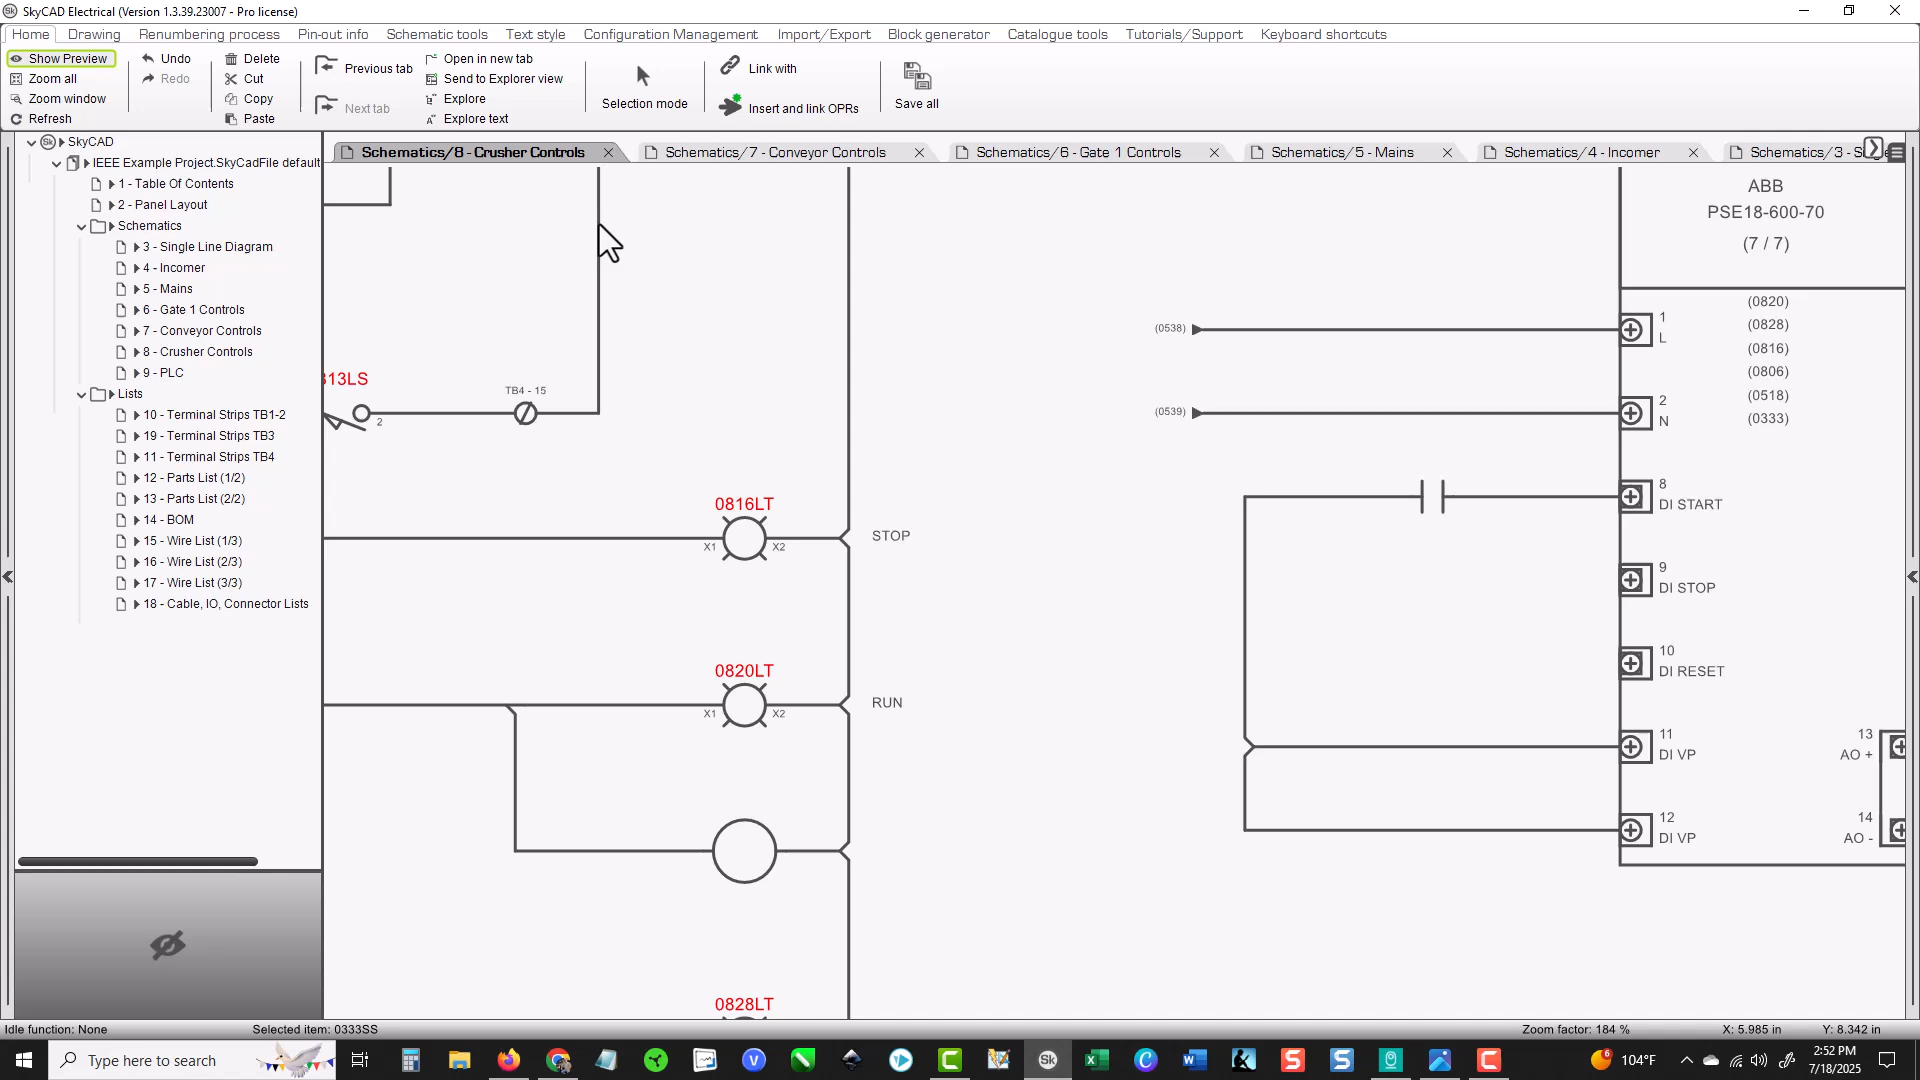 SkyCAD Electrical (Version 1.3.39.23007 - Pro license)
Home Drawing Renumbering process Pin-out info Schematic tools Text style Configuration Management Import/Export Block generator Catalogue tools Tutorials/Support Keyboard shortcuts
Show Preview
Zoom all
Zoom window
Refresh
Undo
Redo
Delete
Cut
Copy
Paste
Previous tab
Next tab
Open in new tab
Send to Explorer view
Explore
Explore text
Selection mode
Link with
Insert and link OPRs
Save all
SkyCAD
IEEE Example Project.SkyCadFile default
1 - Table Of Contents
2 - Panel Layout
Schematics
3 - Single Line Diagram
4 - Incomer
5 - Mains
6 - Gate 1 Controls
7 - Conveyor Controls
8 - Crusher Controls
9 - PLC
Lists
10 - Terminal Strips TB1-2
19 - Terminal Strips TB3
11 - Terminal Strips TB4
12 - Parts List (1/2)
13 - Parts List (2/2)
14 - BOM
15 - Wire List (1/3)
16 - Wire List (2/3)
17 - Wire List (3/3)
18 - Cable, IO, Connector Lists
Schematics/8 - Crusher Controls
Schematics/7 - Conveyor Controls
Schematics/6 - Gate 1 Controls
Schematics/5 - Mains
Schematics/4 - Incomer
Schematics/3 -
ABB
PSE18-600-70
(7 / 7)
(0820)
(0828)
(0816)
(0806)
(0518)
(0333)
(0538)
1
L
(0539)
2
N
8
DI START
9
DI STOP
10
DI RESET
11
DI VP
12
DI VP
13
AO +
14
AO -
813LS
2
TB4 - 15
0816LT
X1
X2
STOP
0820LT
X1
X2
RUN
0828LT
Idle function: None
Selected item: 0333SS
Zoom factor: 184 %
X: 5.985 in
Y: 8.342 in
Type here to search
6
104°F
2:52 PM
7/18/2025